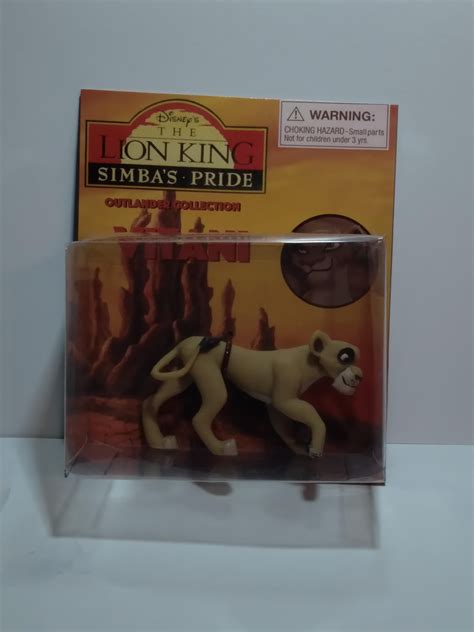 Disney's
THE
LION KING
SIMBA'S · PRIDE
OUTLANDER COLLECTION
VITANI
WARNING:
CHOKING HAZARD - Small parts
Not for children under 3 yrs.